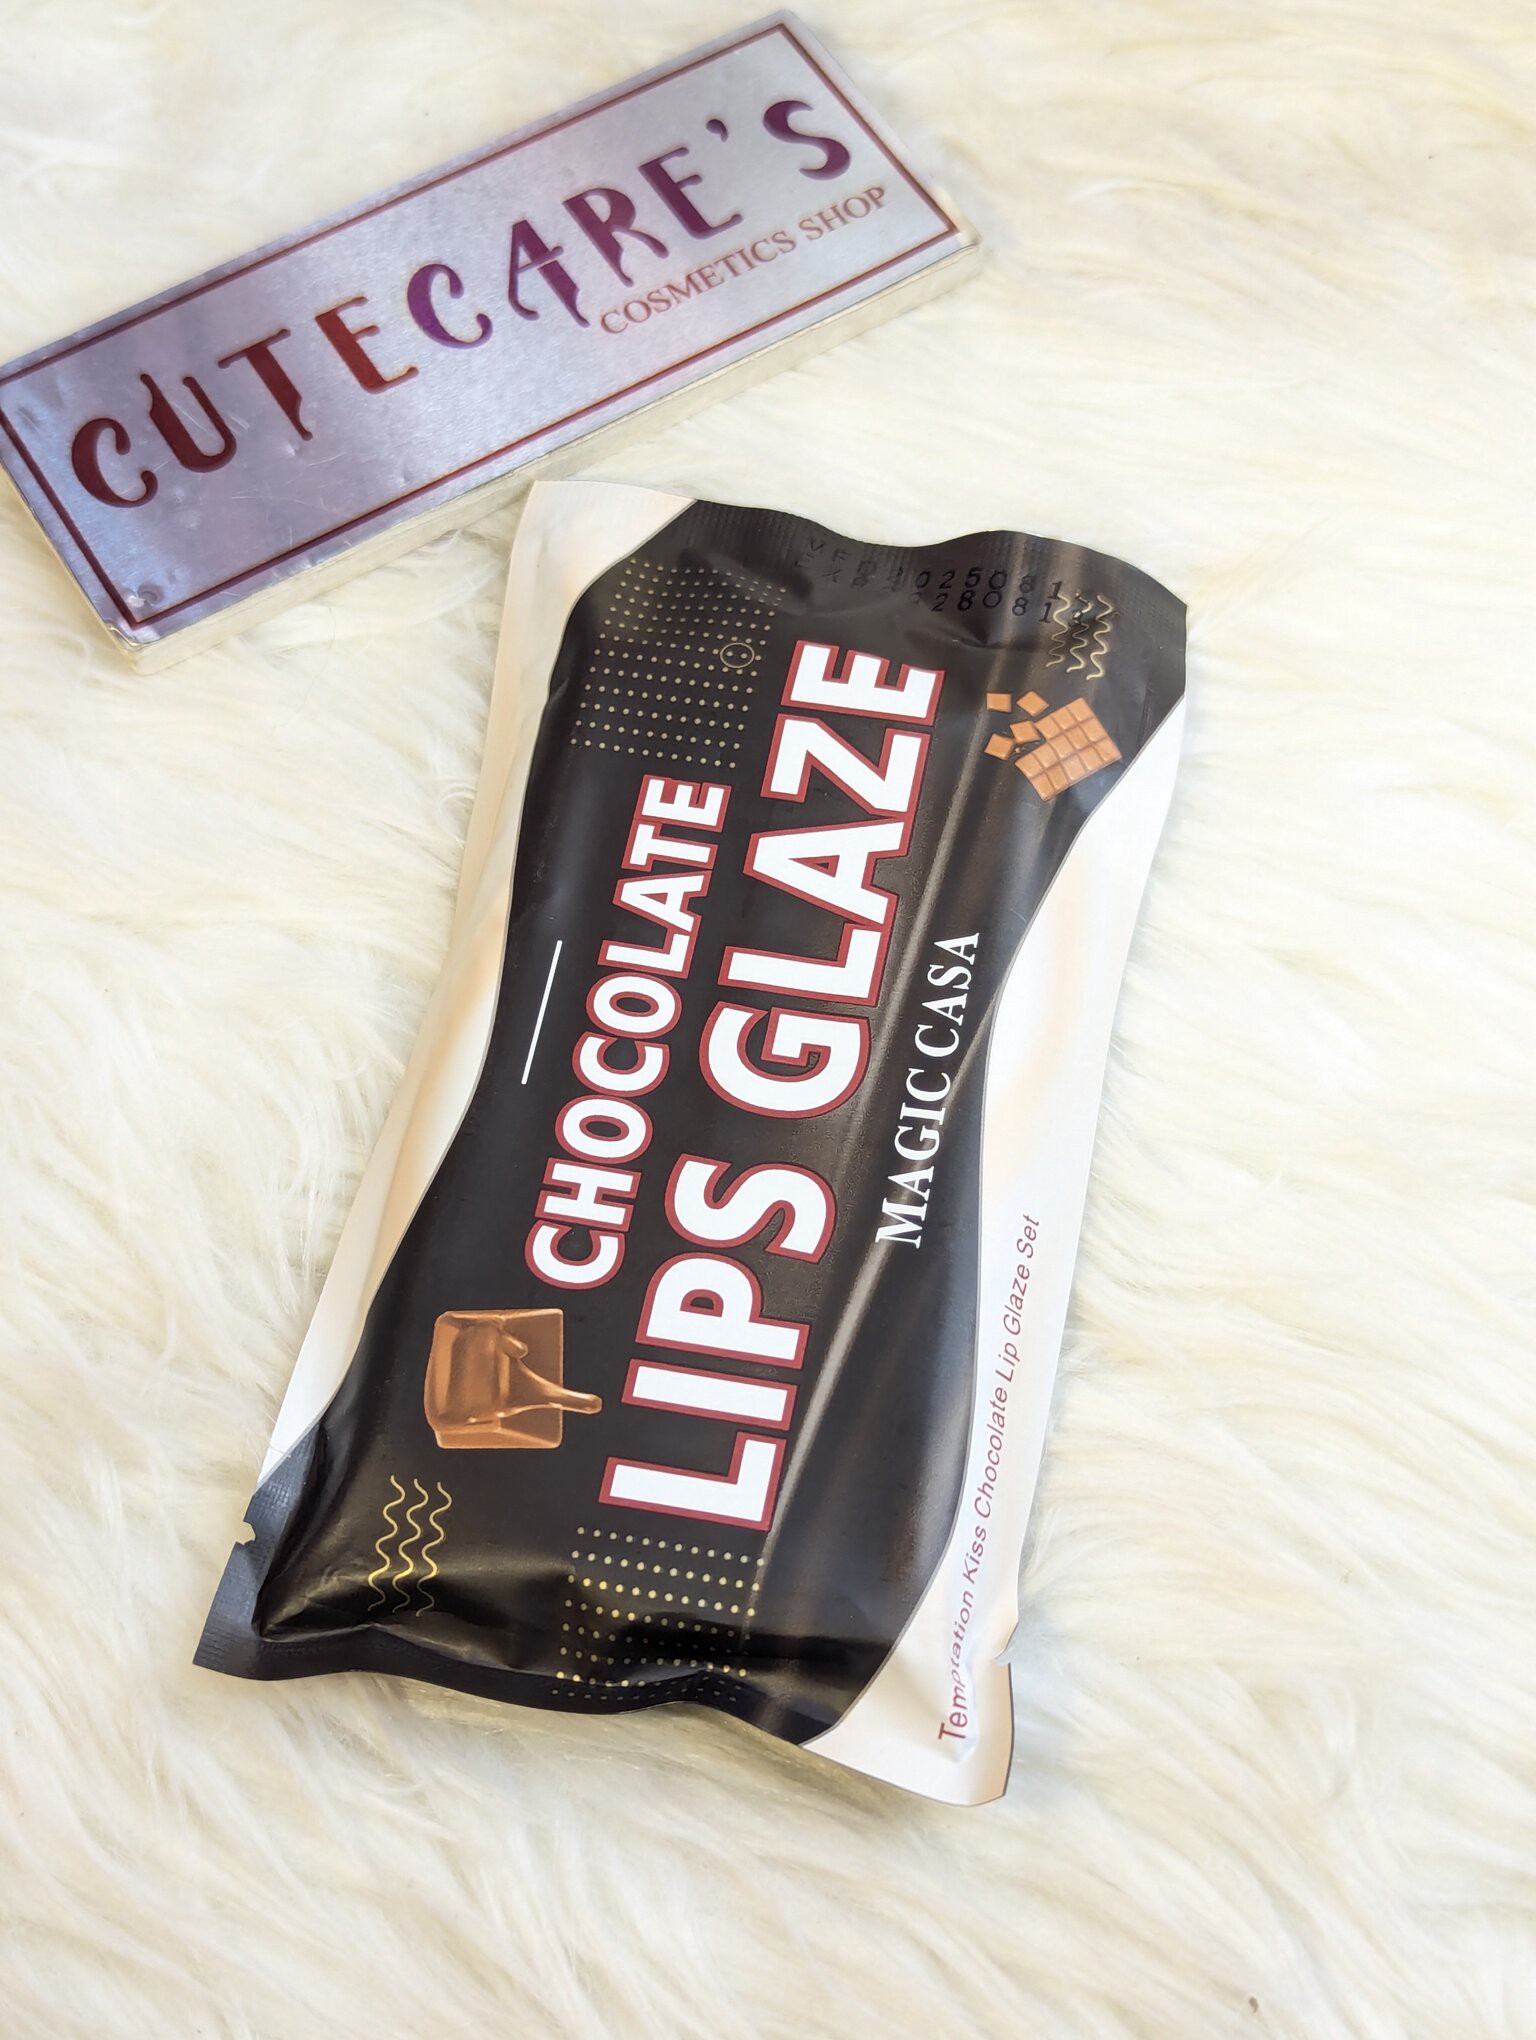 CUTECARE'S
COSMETICS SHOP
CHOCOLATE
LIPS GLAZE
MAGIC CASA
Temptation Kiss Chocolate Lip Glaze Set